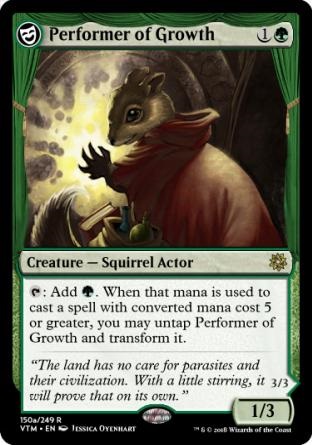 Performer of Growth 1
Creature — Squirrel Actor
: Add . When that mana is used to
cast a spell with converted mana cost 5
or greater, you may untap Performer of
Growth and transform it.
"The land has no care for parasites and
their civilization. With a little stirring, it
will prove that on its own."
3/3
1/3
150a/249 R
VTM • EN Jessica Oyenhart
™ & © 2018 Wizards of the Coast